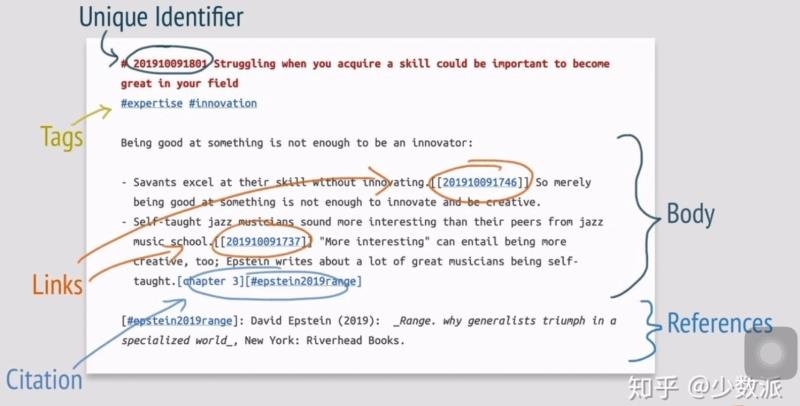 Unique Identifier
# 201910091801 Struggling when you acquire a skill could be important to become
great in your field
#expertise #innovation
Tags
Being good at something is not enough to be an innovator:
- Savants excel at their skill without innovating.[[201910091746]] So merely
being good at something is not enough to innovate and be creative.
- Self-taught jazz musicians sound more interesting than their peers from jazz
music school.[[201910091737]] "More interesting" can entail being more
creative, too; Epstein writes about a lot of great musicians being self-
taught.[chapter 3][#epstein2019range]
Body
Links
[#epstein2019range]: David Epstein (2019): _Range. why generalists triumph in a
specialized world_, New York: Riverhead Books.
References
Citation
知乎 @少数派